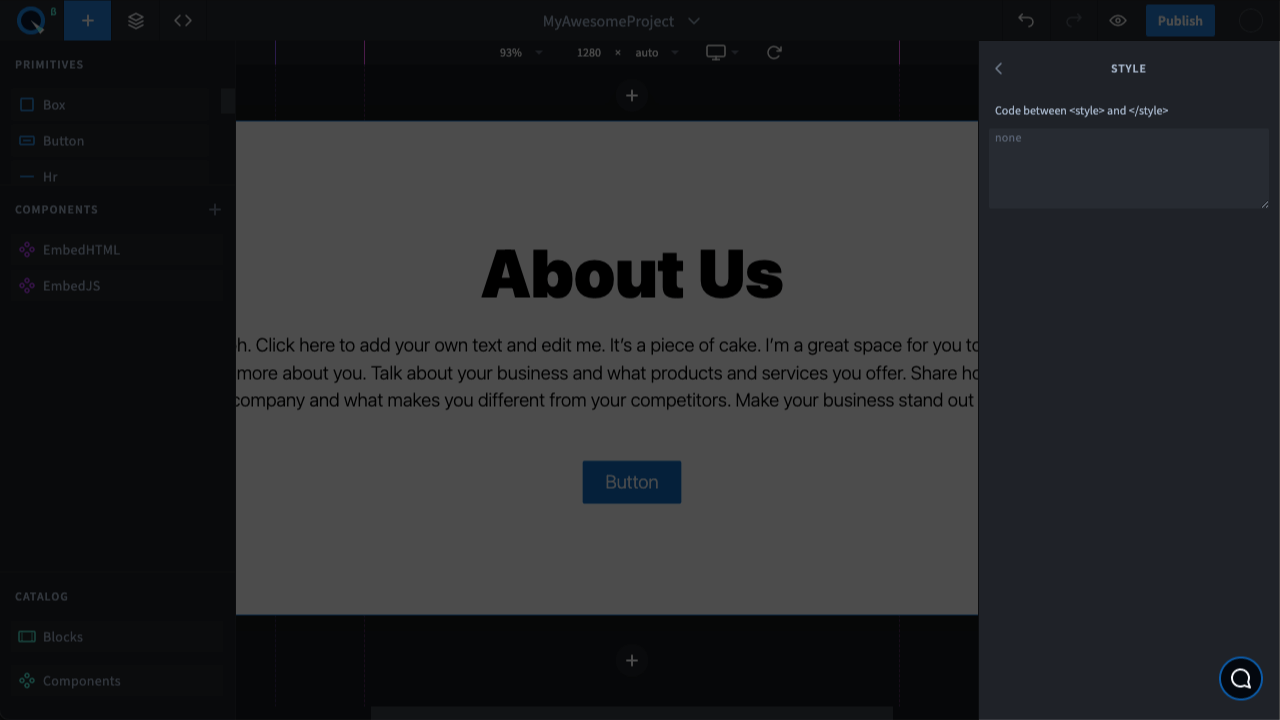 B
MyAwesomeProject
Publish
PRIMITIVES
Box
Button
Hr
COMPONENTS
EmbedHTML
EmbedJS
CATALOG
Blocks
Components
93%
1280 × auto
About Us
h. Click here to add your own text and edit me. It's a piece of cake. I'm a great space for you to
more about you. Talk about your business and what products and services you offer. Share ho
company and what makes you different from your competitors. Make your business stand out
Button
STYLE
Code between <style> and </style>
none